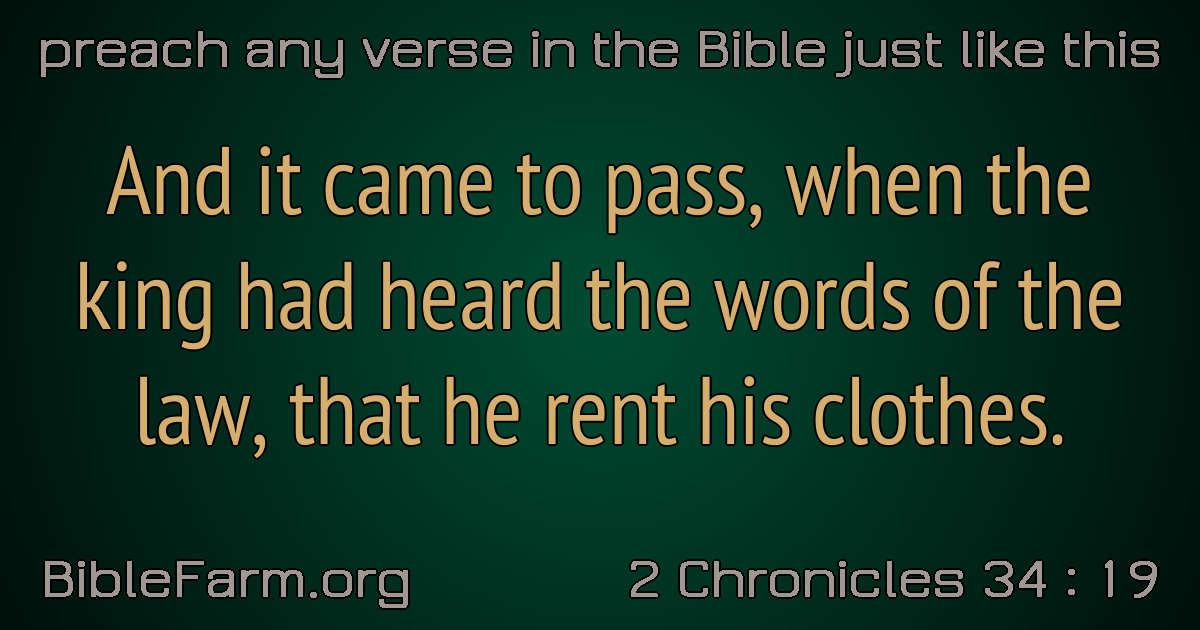 preach any verse in the Bible just like this
And it came to pass, when the
king had heard the words of the
law, that he rent his clothes.
BibleFarm.org
2 Chronicles 34 : 19